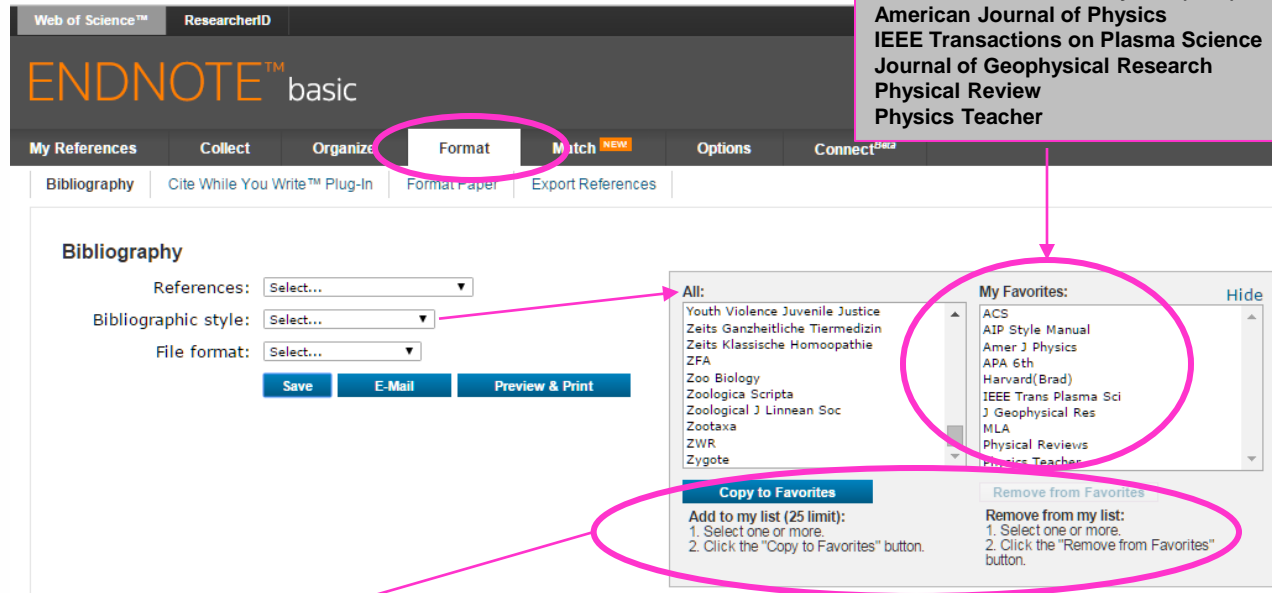 Web of Science™ ResearcherID
American Journal of Physics
IEEE Transactions on Plasma Science
Journal of Geophysical Research
Physical Review
Physics Teacher
ENDNOTE™ basic
My References Collect Organize Format Match NEW! Options Connect Beta
Bibliography Cite While You Write™ Plug-In Format Paper Export References
Bibliography
References: Select...
Bibliographic style: Select...
File format: Select...
Save E-Mail Preview & Print
All:
Youth Violence Juvenile Justice
Zeits Ganzheitliche Tiermedizin
Zeits Klassische Homoopathie
ZFA
Zoo Biology
Zoologica Scripta
Zoological J Linnean Soc
Zootaxa
ZWR
Zygote
Copy to Favorites
Add to my list (25 limit):
1. Select one or more.
2. Click the "Copy to Favorites" button.
My Favorites: Hide
ACS
AIP Style Manual
Amer J Physics
APA 6th
Harvard(Brad)
IEEE Trans Plasma Sci
J Geophysical Res
MLA
Physical Reviews
Physics Teacher
Remove from Favorites
Remove from my list:
1. Select one or more.
2. Click the "Remove from Favorites"
button.